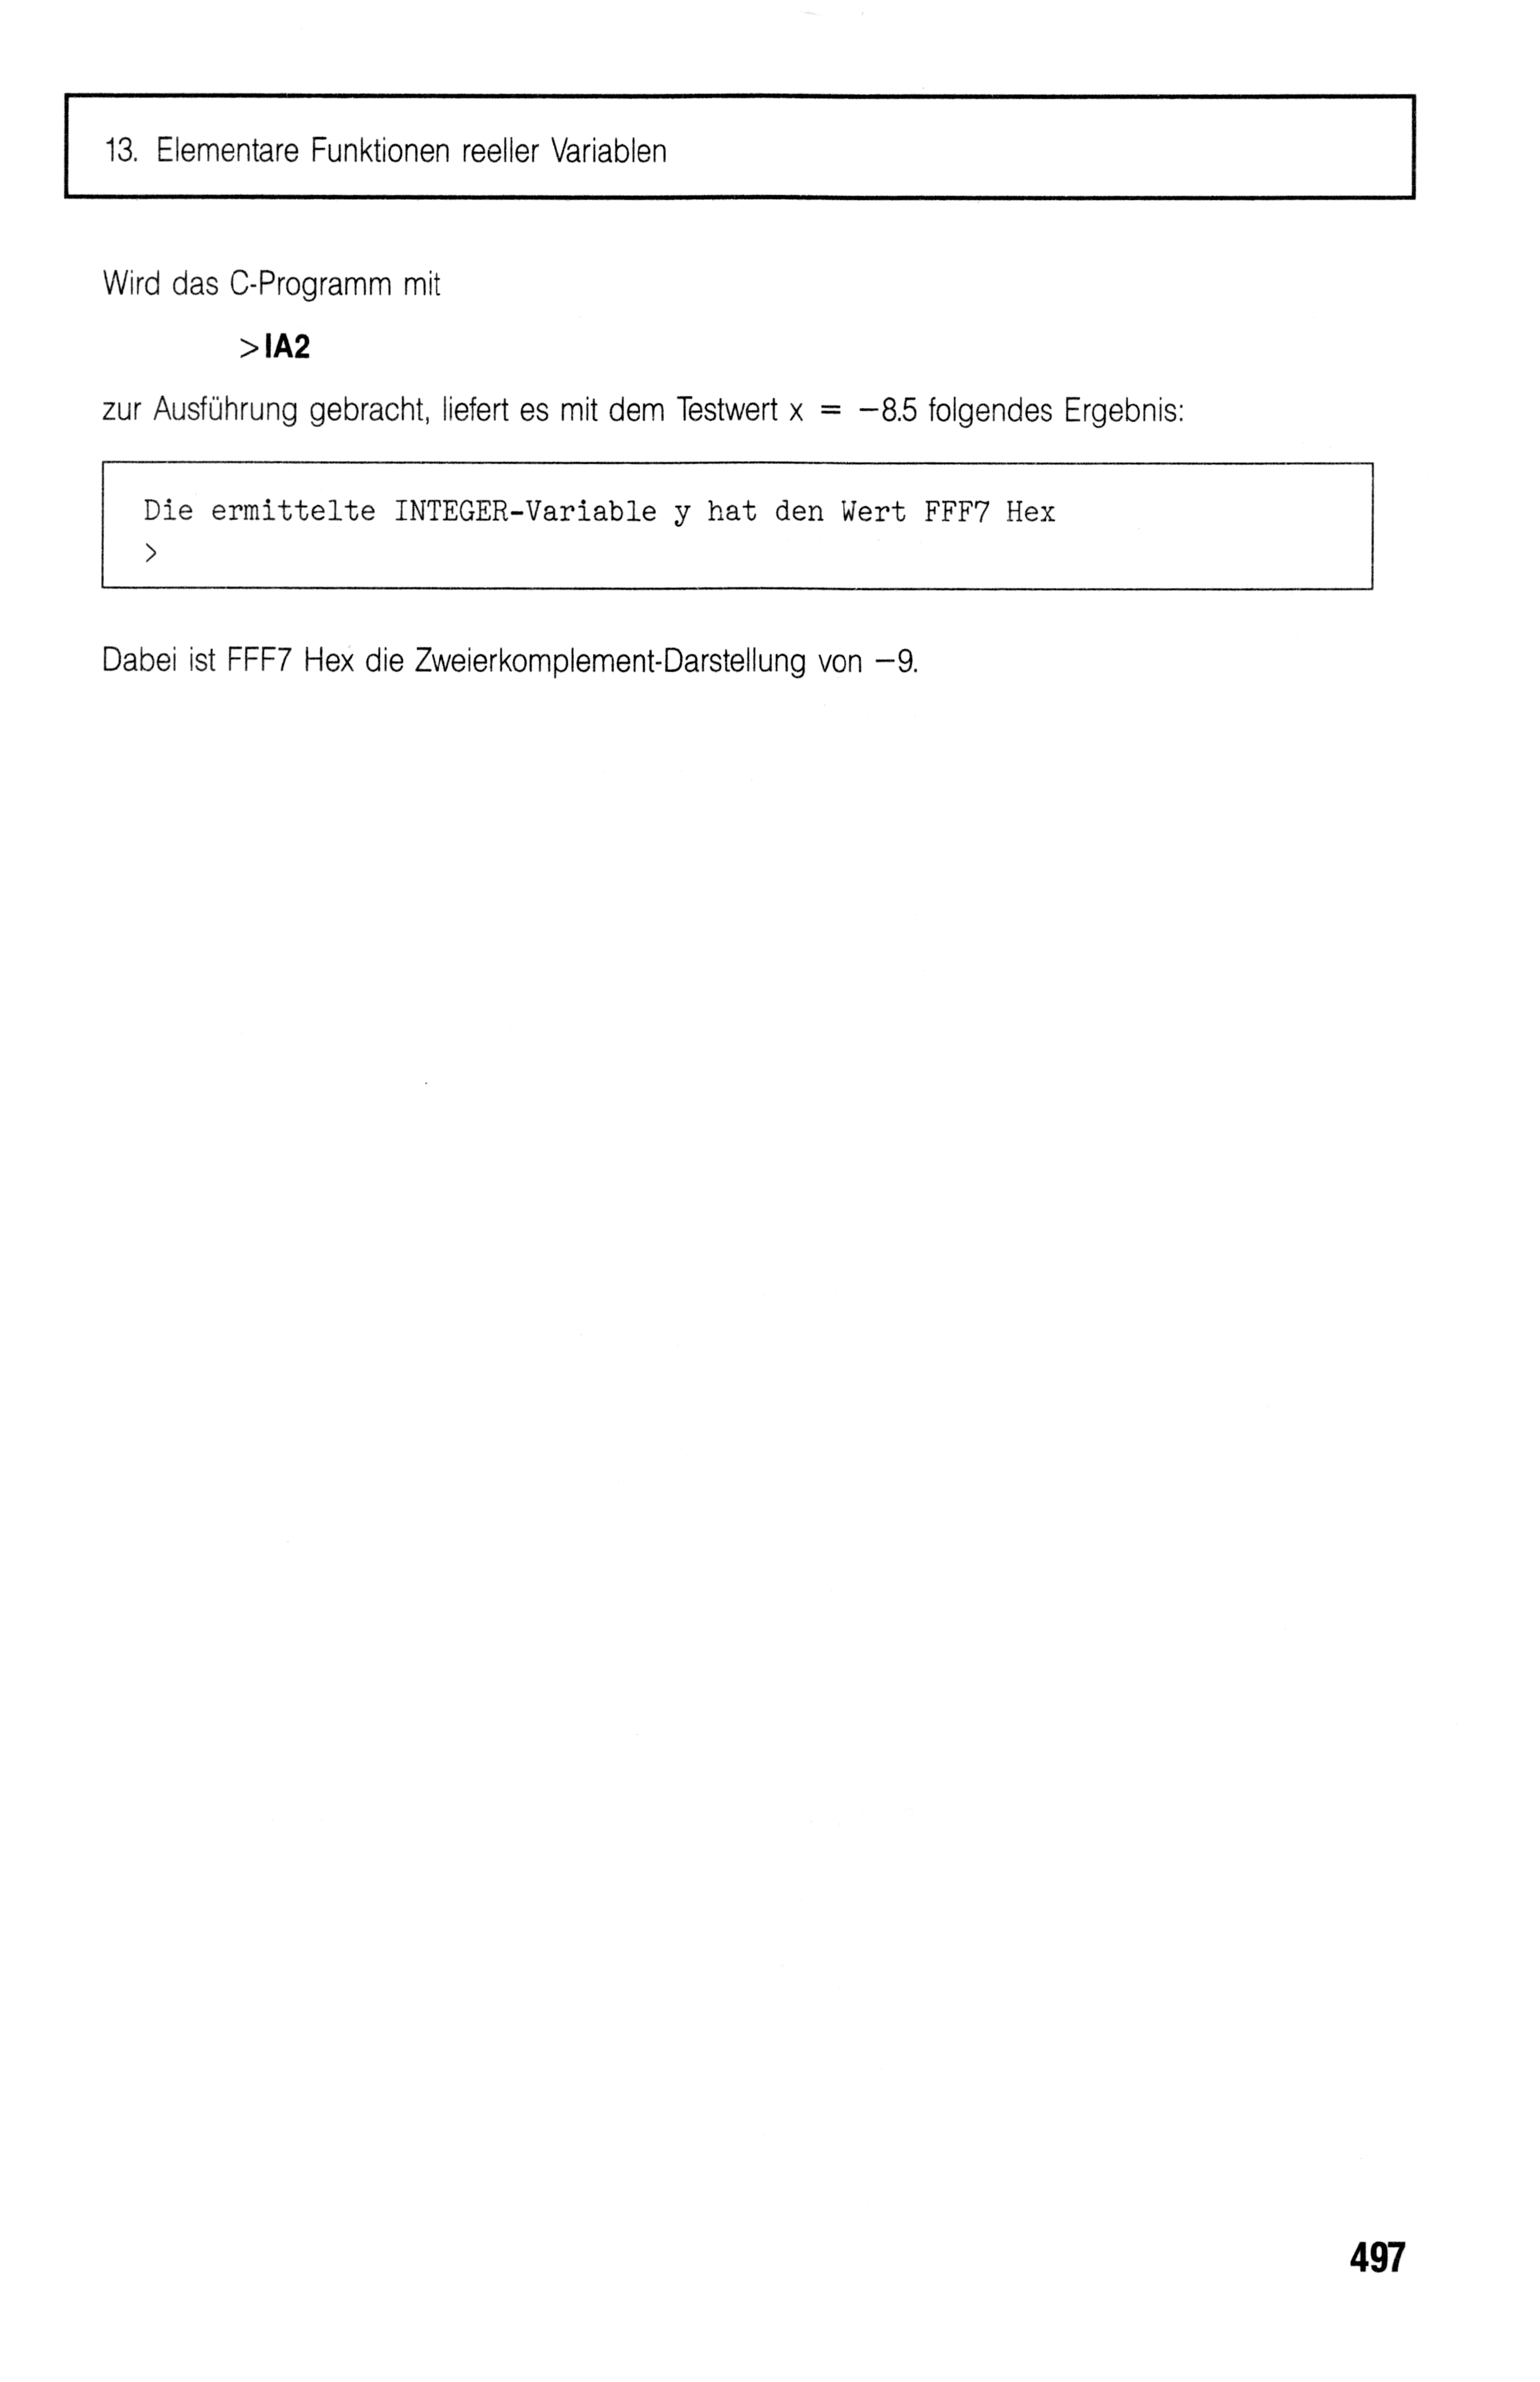 13. Elementare Funktionen reeller Variablen
Wird das C-Programm mit
>IA2
zur Ausführung gebracht, liefert es mit dem Testwert x = −8.5 folgendes Ergebnis:
Die ermittelte INTEGER-Variable y hat den Wert FFF7 Hex
>
Dabei ist FFF7 Hex die Zweierkomplement-Darstellung von −9.
497